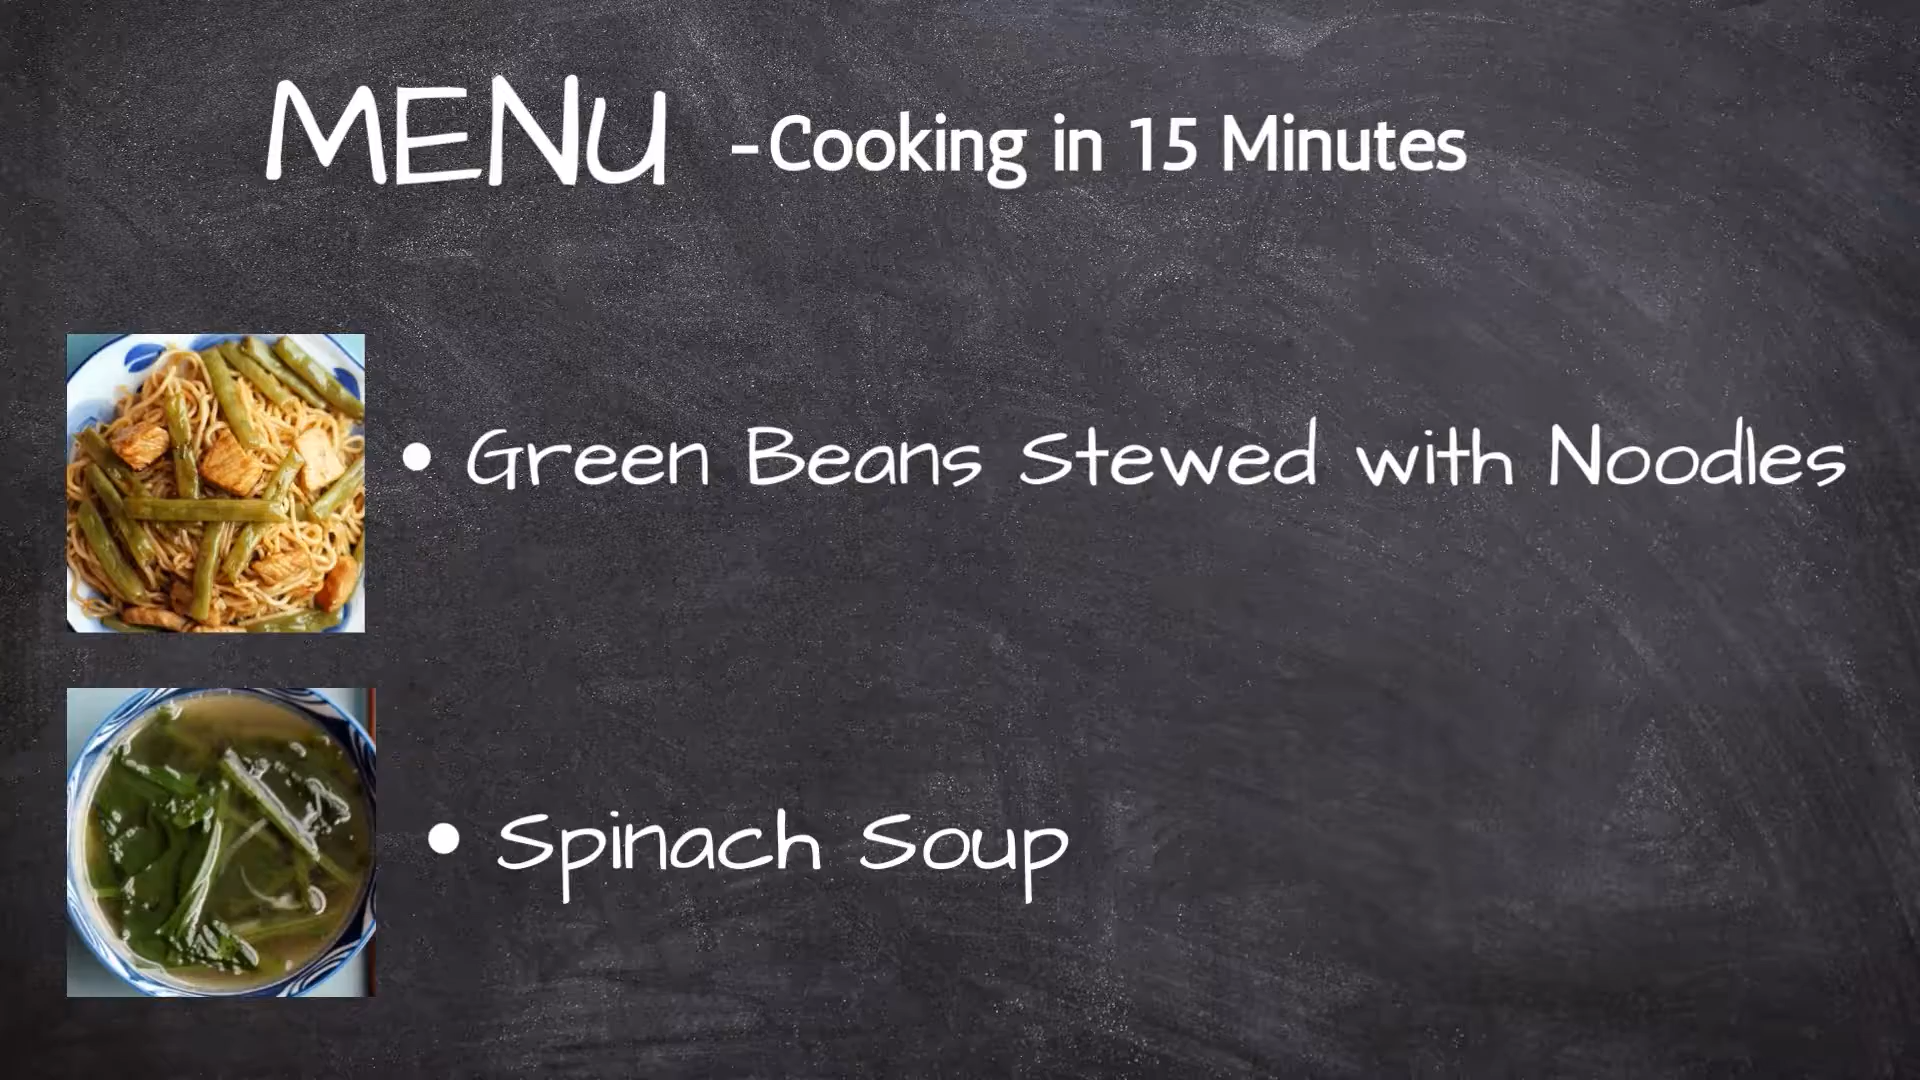 MENU -Cooking in 15 Minutes
• Green Beans Stewed with Noodles
• Spinach Soup